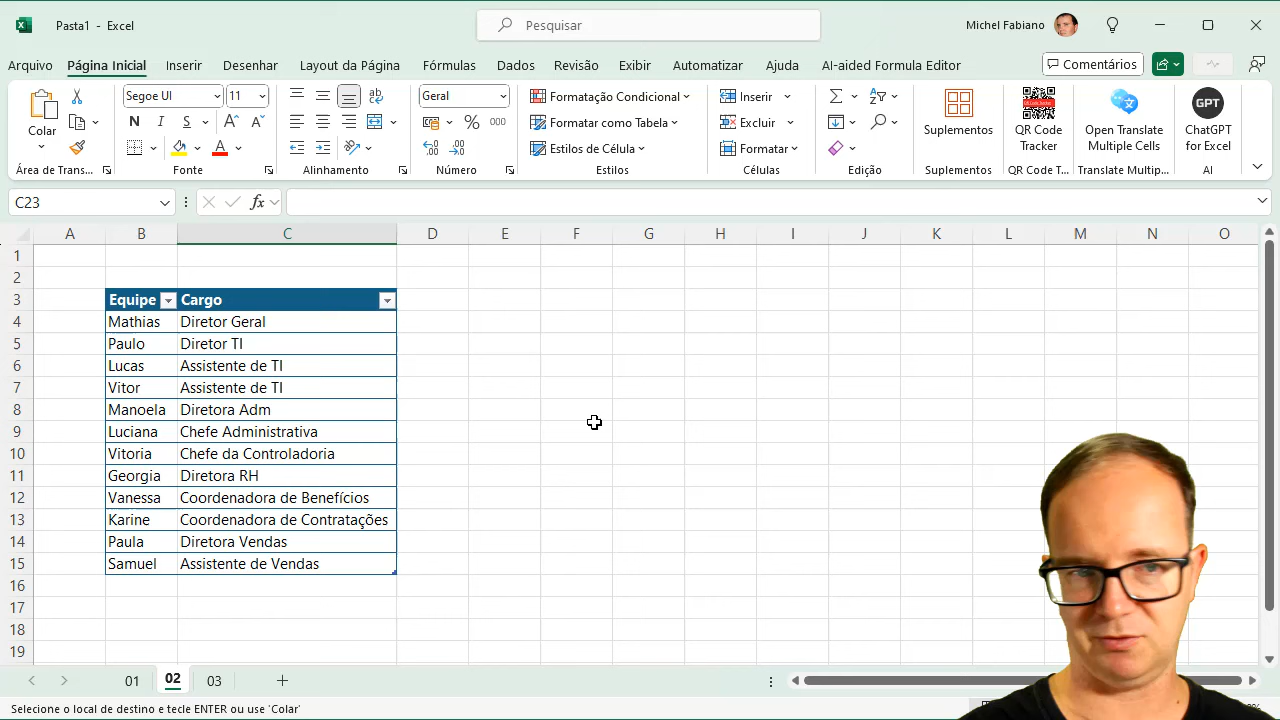 Pasta1 - Excel
Pesquisar
Michel Fabiano
Arquivo Página Inicial Inserir Desenhar Layout da Página Fórmulas Dados Revisão Exibir Automatizar Ajuda AI-aided Formula Editor
Comentários
Colar
Área de Trans...
Segoe UI 11
N I S
Fonte
Alinhamento
Geral
% 000
Número
Formatação Condicional
Formatar como Tabela
Estilos de Célula
Estilos
Inserir
Excluir
Formatar
Células
Edição
Suplementos
Suplementos
QR Code Tracker
QR Code T...
Open Translate Multiple Cells
Translate Multip...
GPT
ChatGPT for Excel
AI
C23
fx
A B C D E F G H I J K L M N O
1
2
3 Equipe Cargo
4 Mathias Diretor Geral
5 Paulo Diretor TI
6 Lucas Assistente de TI
7 Vitor Assistente de TI
8 Manoela Diretora Adm
9 Luciana Chefe Administrativa
10 Vitoria Chefe da Controladoria
11 Georgia Diretora RH
12 Vanessa Coordenadora de Benefícios
13 Karine Coordenadora de Contratações
14 Paula Diretora Vendas
15 Samuel Assistente de Vendas
16
17
18
19
01 02 03
Selecione o local de destino e tecle ENTER ou use 'Colar'